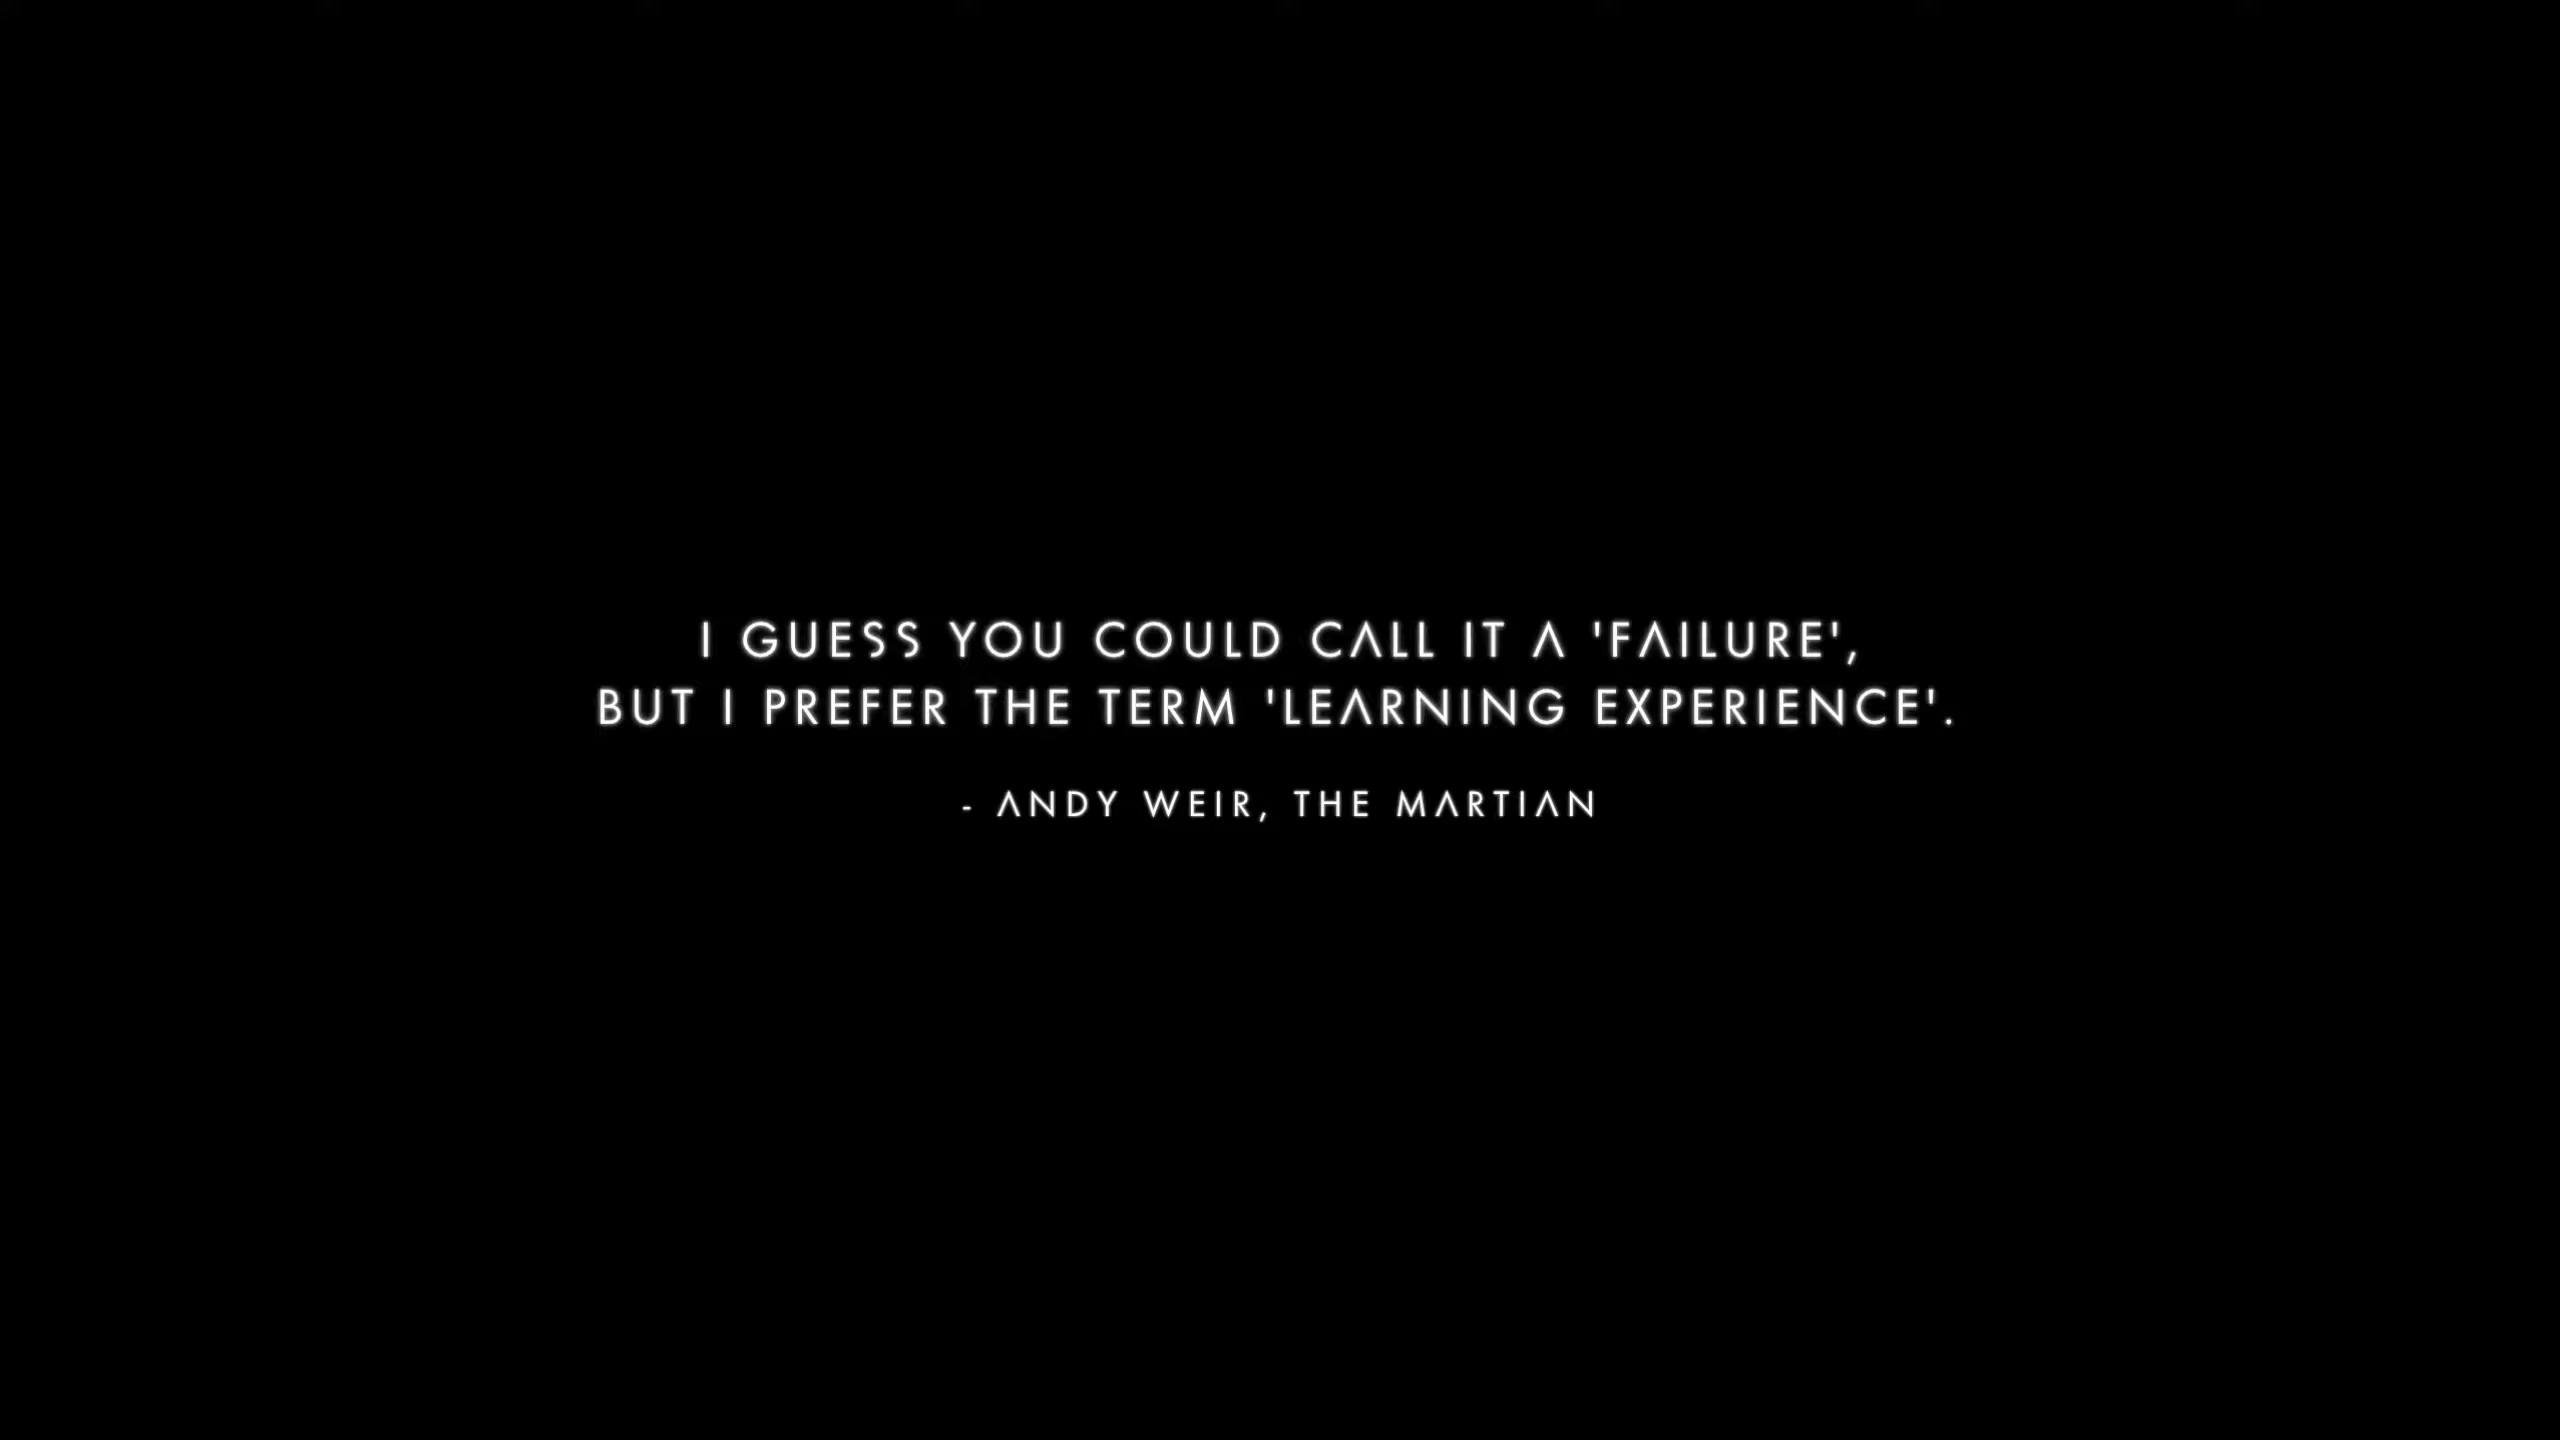 I GUESS YOU COULD CALL IT A 'FAILURE',
BUT I PREFER THE TERM 'LEARNING EXPERIENCE'.
- ANDY WEIR, THE MARTIAN